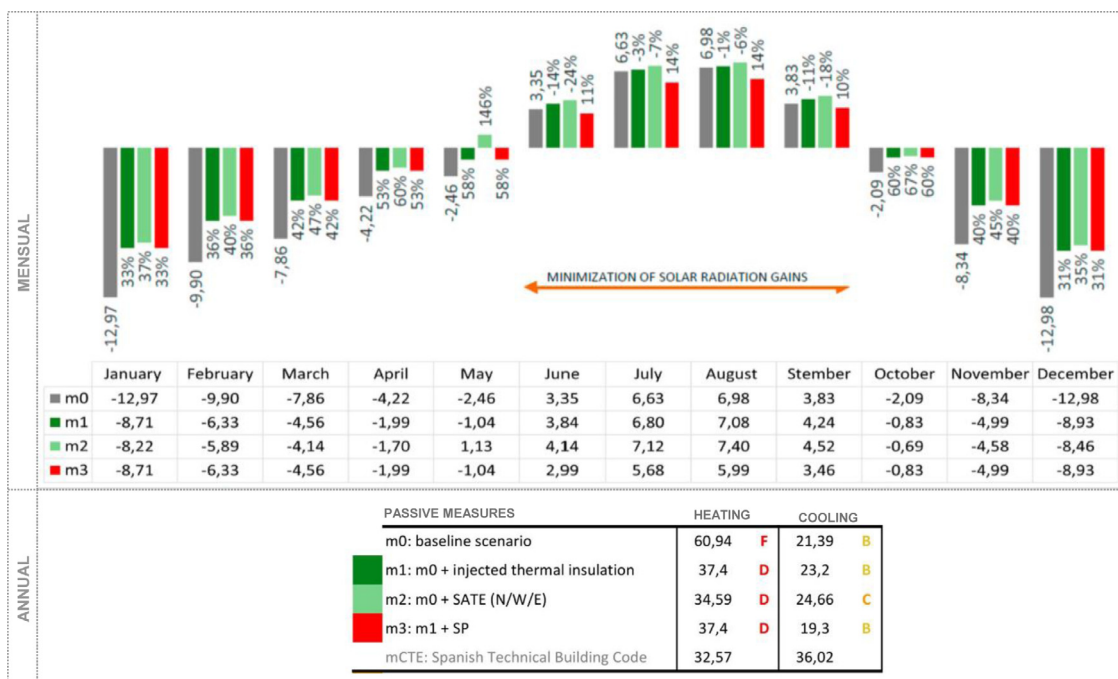 MENSUAL
-12,97 33% 37% 33%
-9,90 36% 40% 36%
-7,86 42% 47% 42%
-4,22 53% 60% 53%
-2,46 58% 146% 58%
3,35 -14% -24% 11%
6,63 -3% -7% 14%
6,98 -1% -6% 14%
3,83 -11% -18% 10%
-2,09 60% 67% 60%
-8,34 40% 45% 40%
-12,98 31% 35% 31%
MINIMIZATION OF SOLAR RADIATION GAINS
January February March April May June July August Stember October November December
m0 -12,97 -9,90 -7,86 -4,22 -2,46 3,35 6,63 6,98 3,83 -2,09 -8,34 -12,98
m1 -8,71 -6,33 -4,56 -1,99 -1,04 3,84 6,80 7,08 4,24 -0,83 -4,99 -8,93
m2 -8,22 -5,89 -4,14 -1,70 1,13 4,14 7,12 7,40 4,52 -0,69 -4,58 -8,46
m3 -8,71 -6,33 -4,56 -1,99 -1,04 2,99 5,68 5,99 3,46 -0,83 -4,99 -8,93
ANNUAL
PASSIVE MEASURES HEATING COOLING
m0: baseline scenario 60,94 F 21,39 B
m1: m0 + injected thermal insulation 37,4 D 23,2 B
m2: m0 + SATE (N/W/E) 34,59 D 24,66 C
m3: m1 + SP 37,4 D 19,3 B
mCTE: Spanish Technical Building Code 32,57 36,02